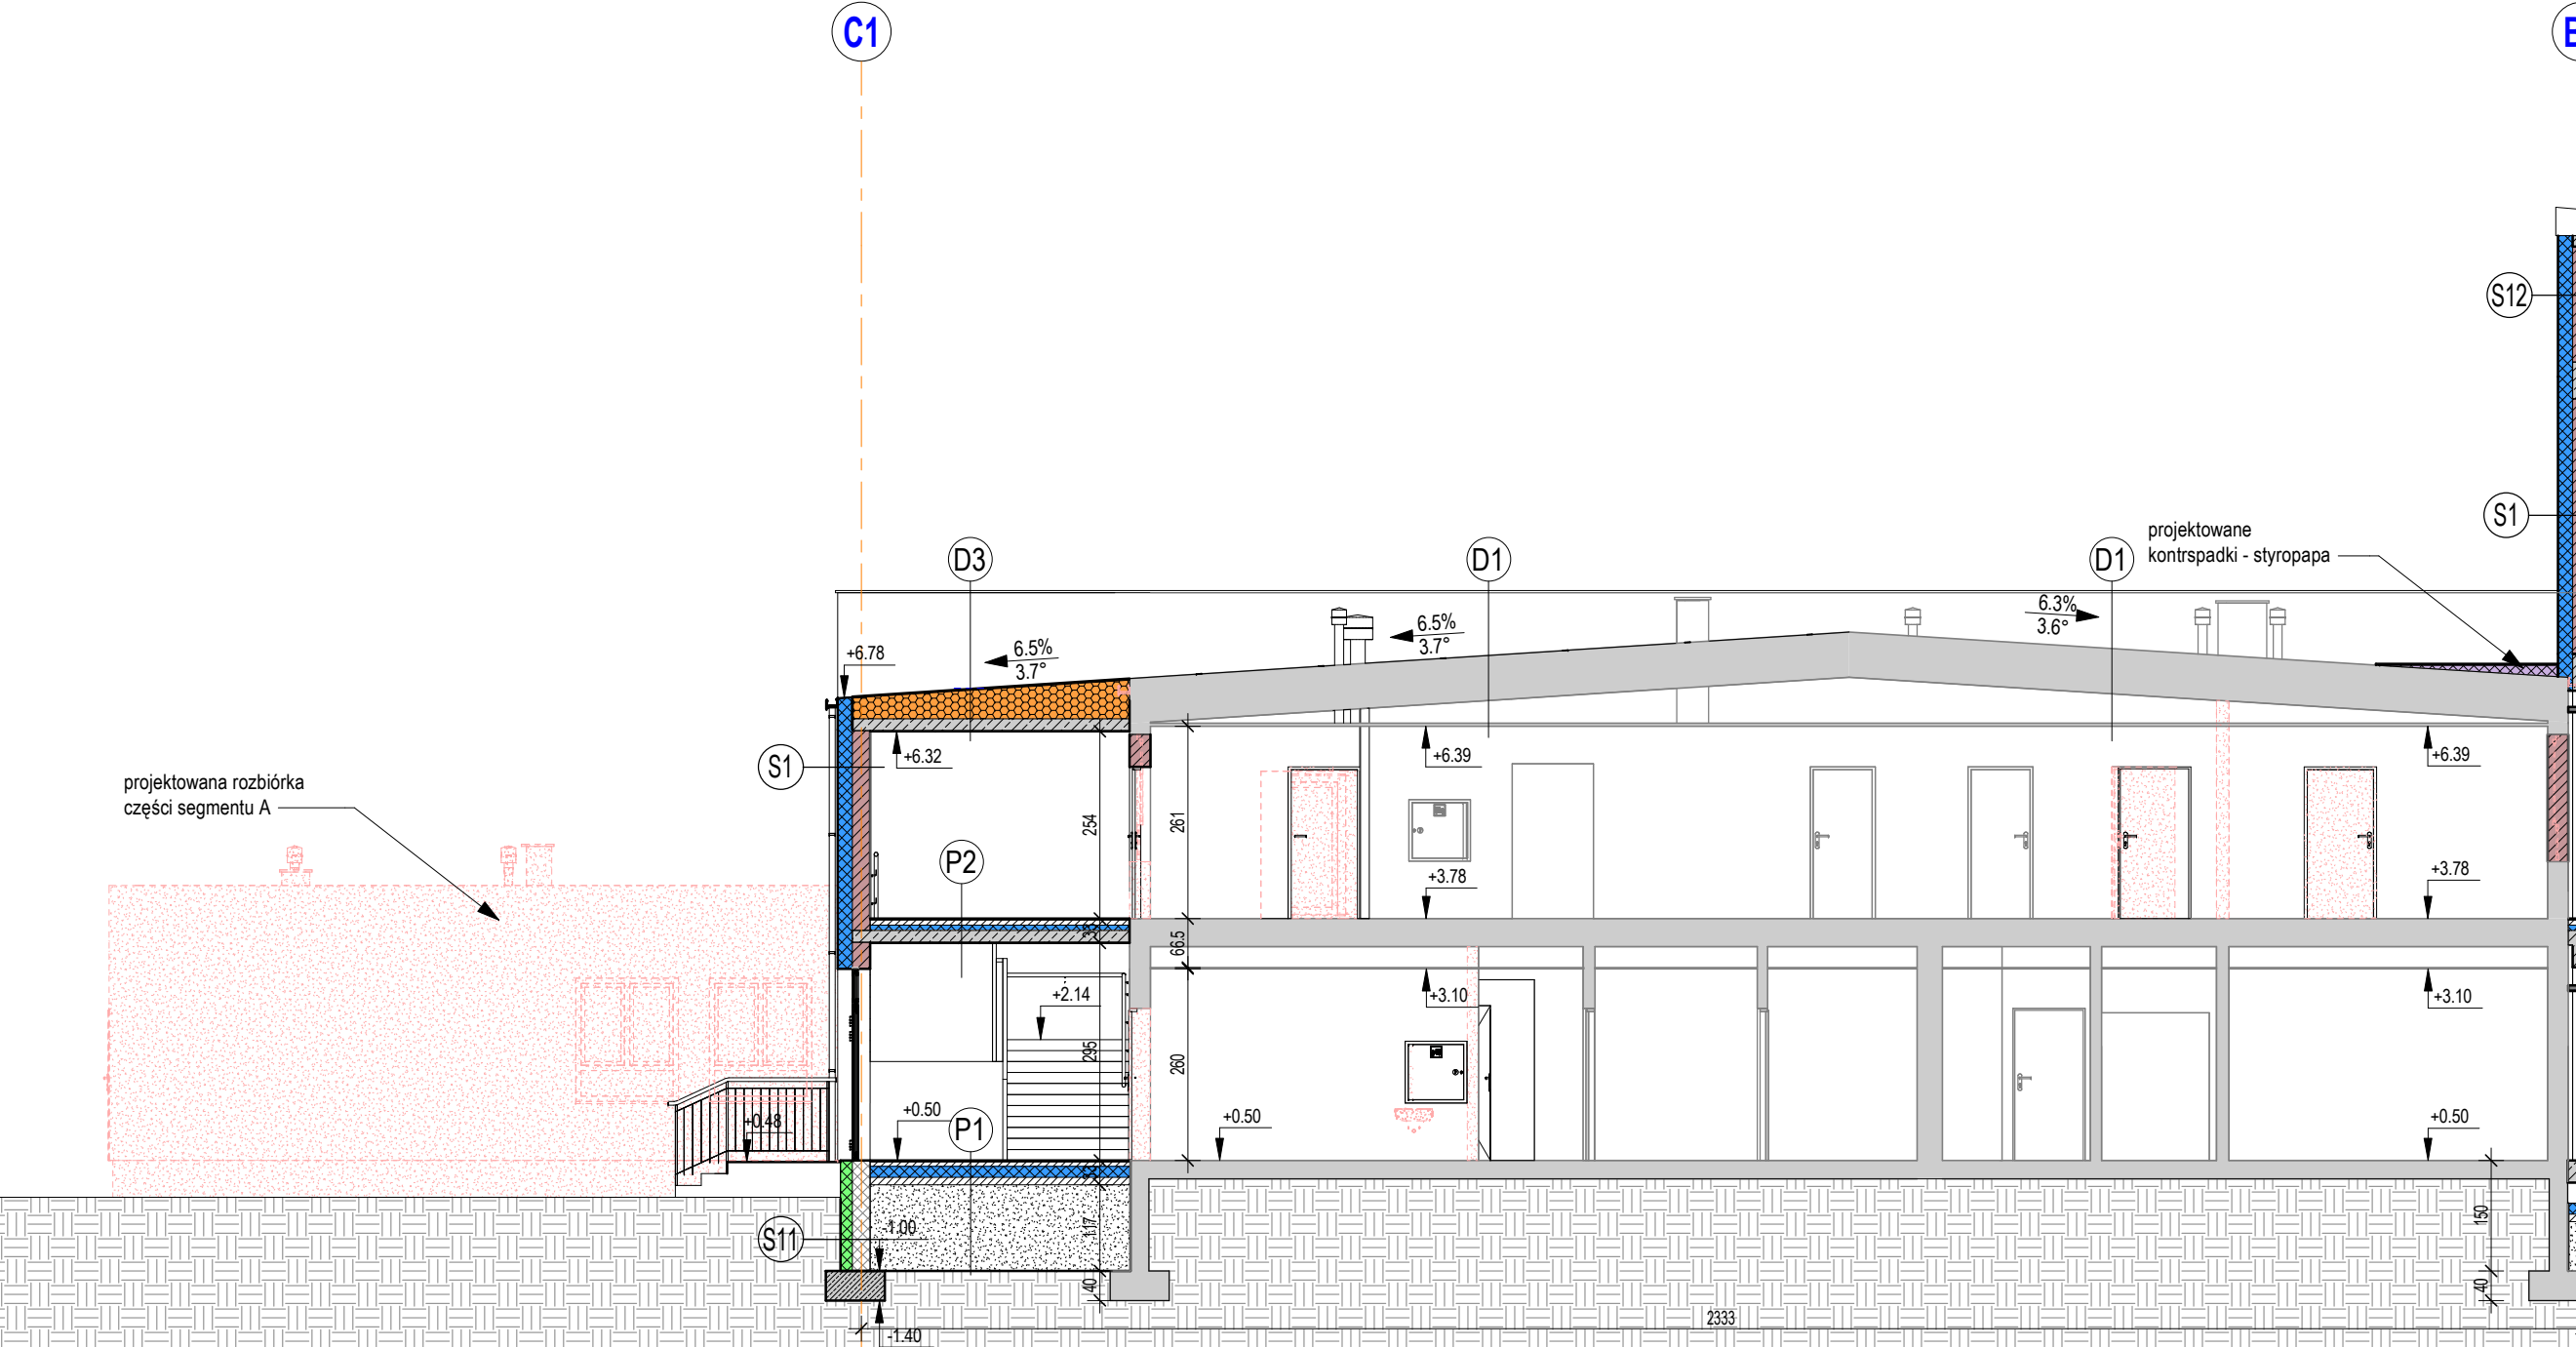 C1
S12
S1
projektowane
kontrspadki - styropapa
D3
D1
D1
6.3%
3.6°
6.5%
3.7°
6.5%
3.7°
+6.78
+6.32
+6.39
+6.39
S1
projektowana rozbiórka
części segmentu A
254
261
P2
+3.78
+3.78
66.5
+2.14
+3.10
+3.10
295
260
+0.48
+0.50
P1
+0.50
+0.50
S11
-1.00
117
150
40
40
2333
-1.40